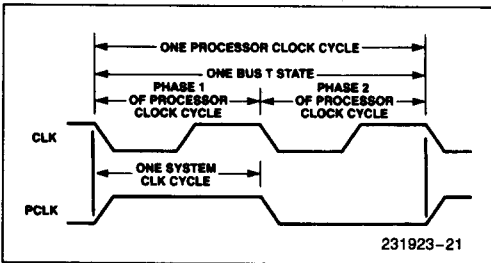 ONE PROCESSOR CLOCK CYCLE
ONE BUS T STATE
PHASE 1
OF PROCESSOR
CLOCK CYCLE
PHASE 2
OF PROCESSOR
CLOCK CYCLE
CLK
ONE SYSTEM
CLK CYCLE
PCLK
231923–21